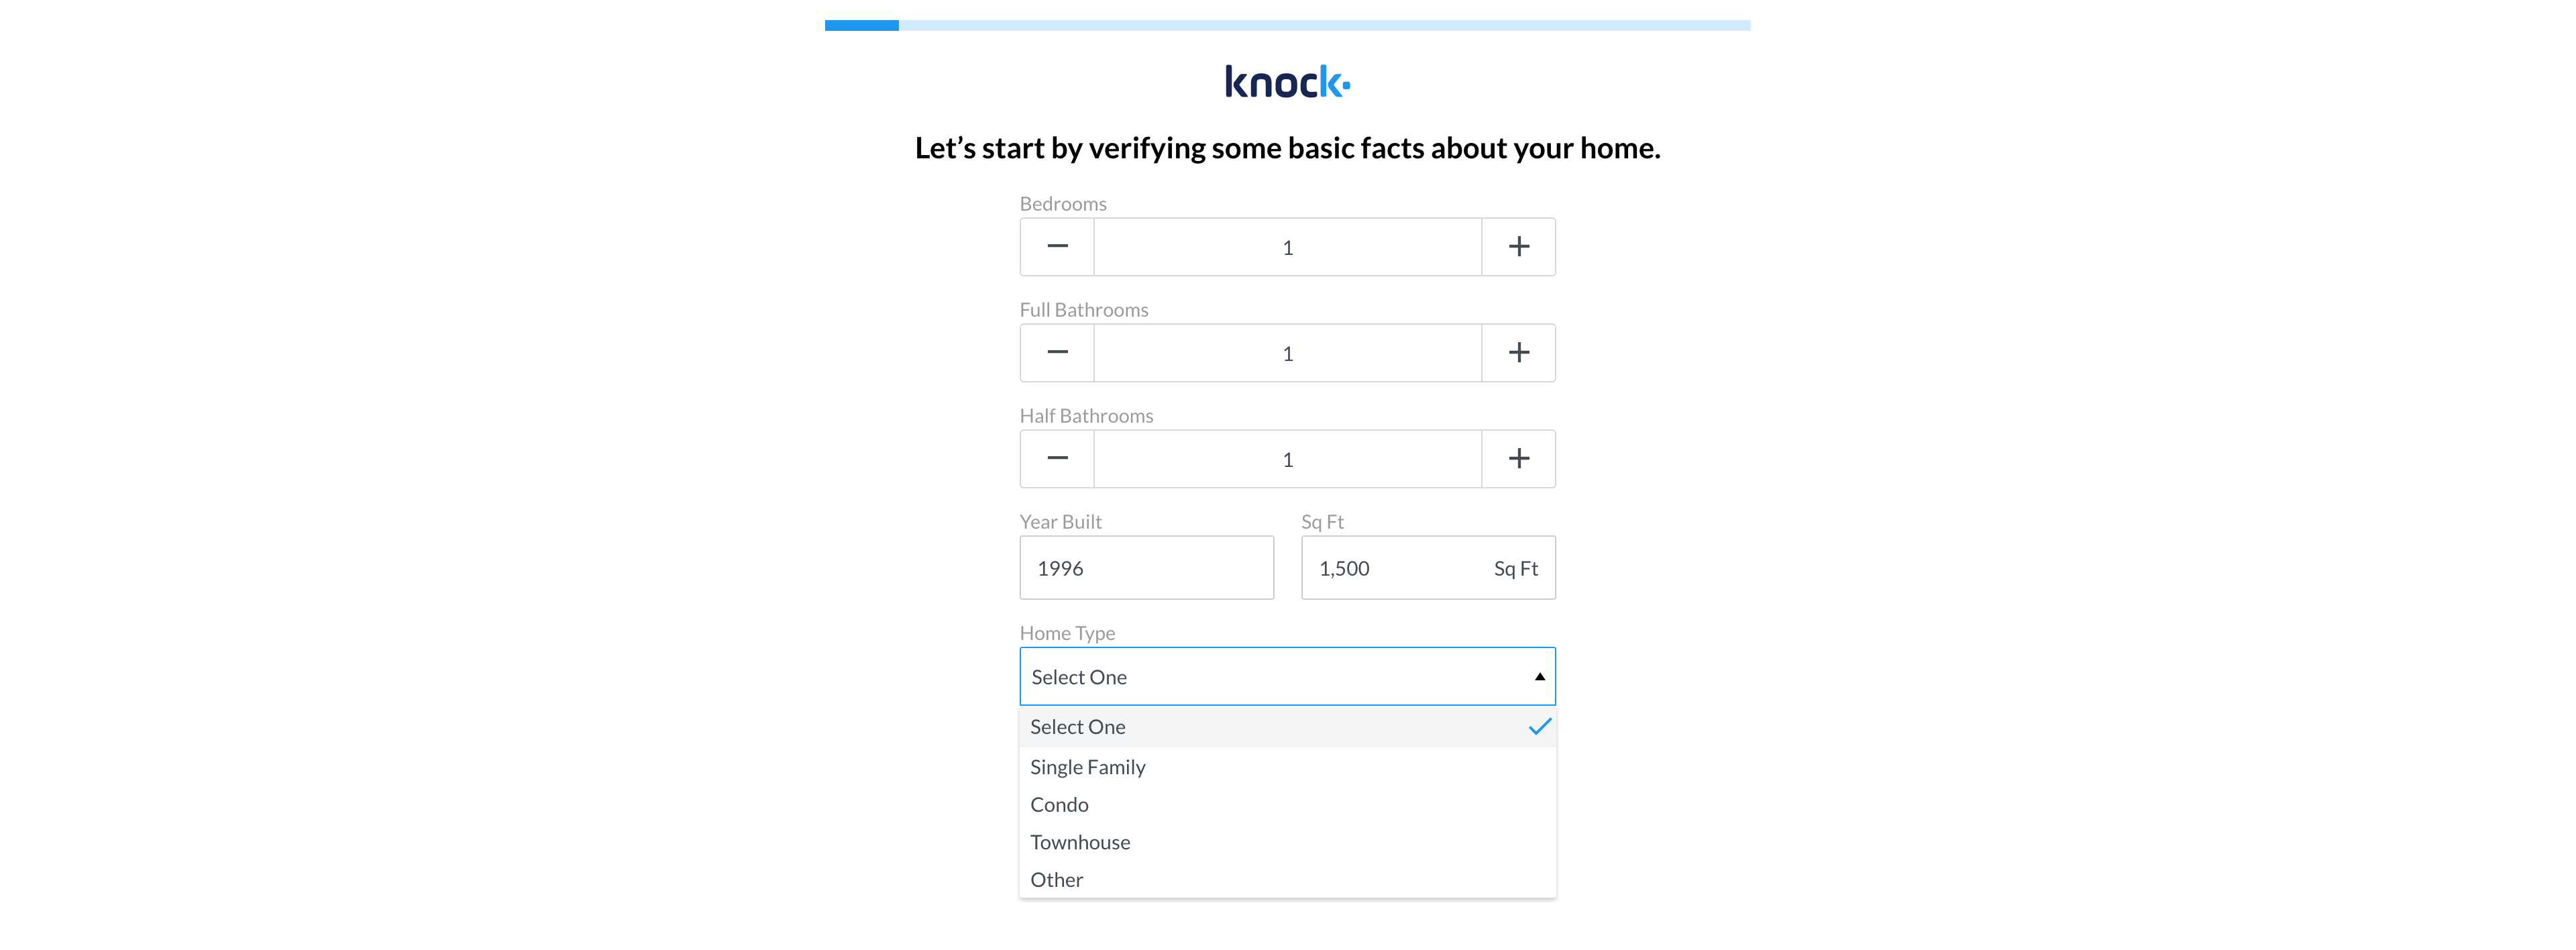 knock
Let’s start by verifying some basic facts about your home.
Bedrooms
1
Full Bathrooms
1
Half Bathrooms
1
Year Built
Sq Ft
1996
1,500
Sq Ft
Home Type
Select One
Select One
Single Family
Condo
Townhouse
Other